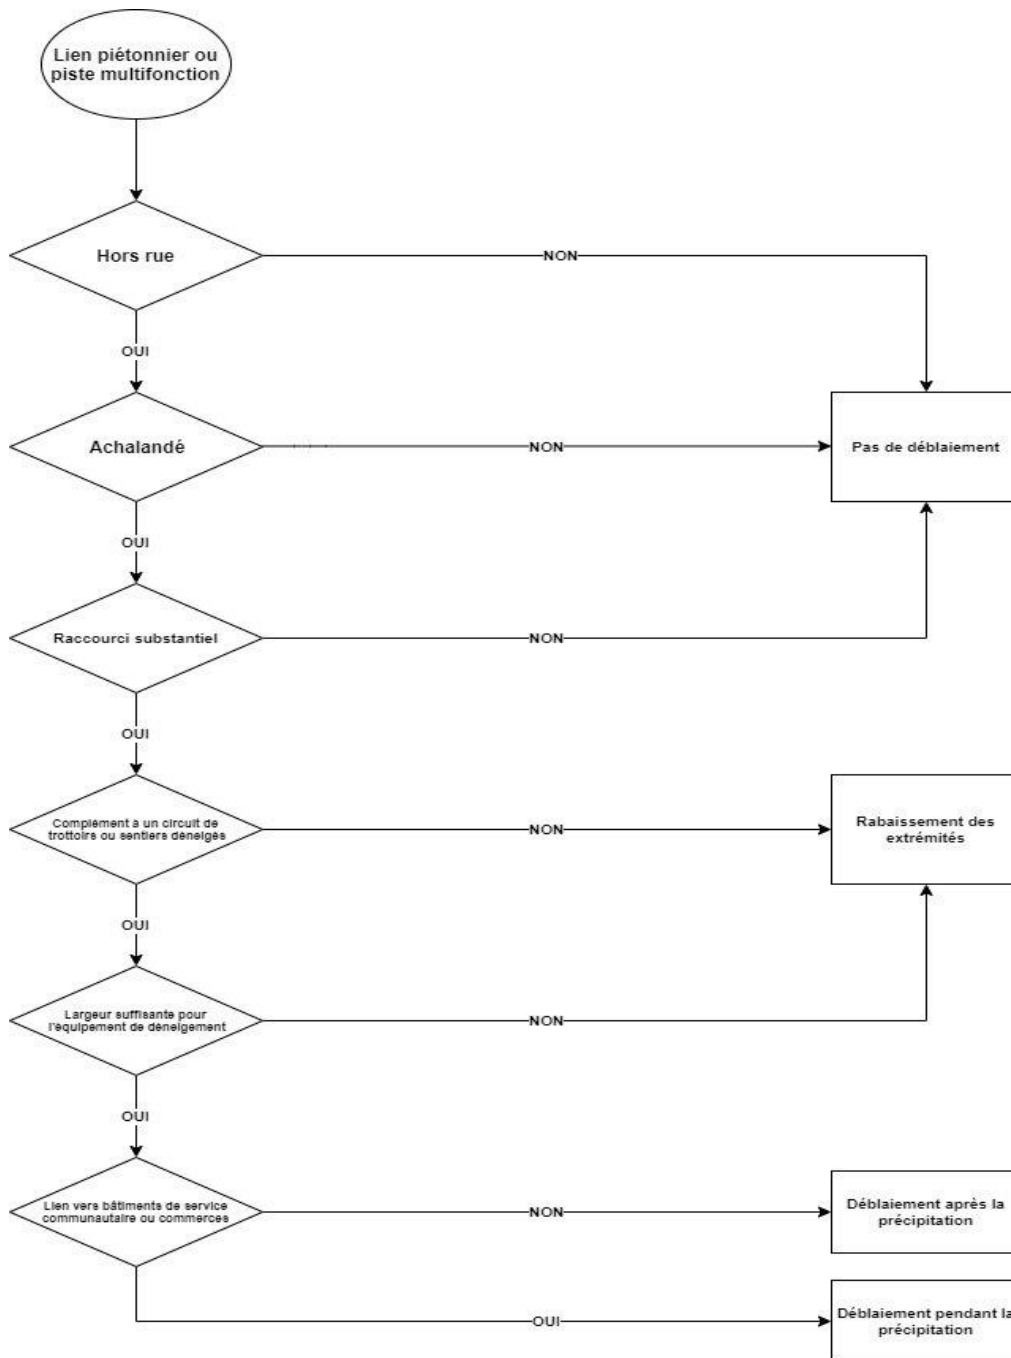 Lien piétonnier ou
piste multifonction
Hors rue
NON
OUI
Achalandé
NON
Pas de déblaiement
OUI
Raccourci substantiel
NON
OUI
Complément à un circuit de
trottoirs ou sentiers déneigés
NON
Rabaissement des
extrémités
OUI
Largeur suffisante pour
l'équipement de déneigement
NON
OUI
Lien vers bâtiments de service
communautaire ou commerces
NON
Déblaiement après la
précipitation
OUI
Déblaiement pendant la
précipitation